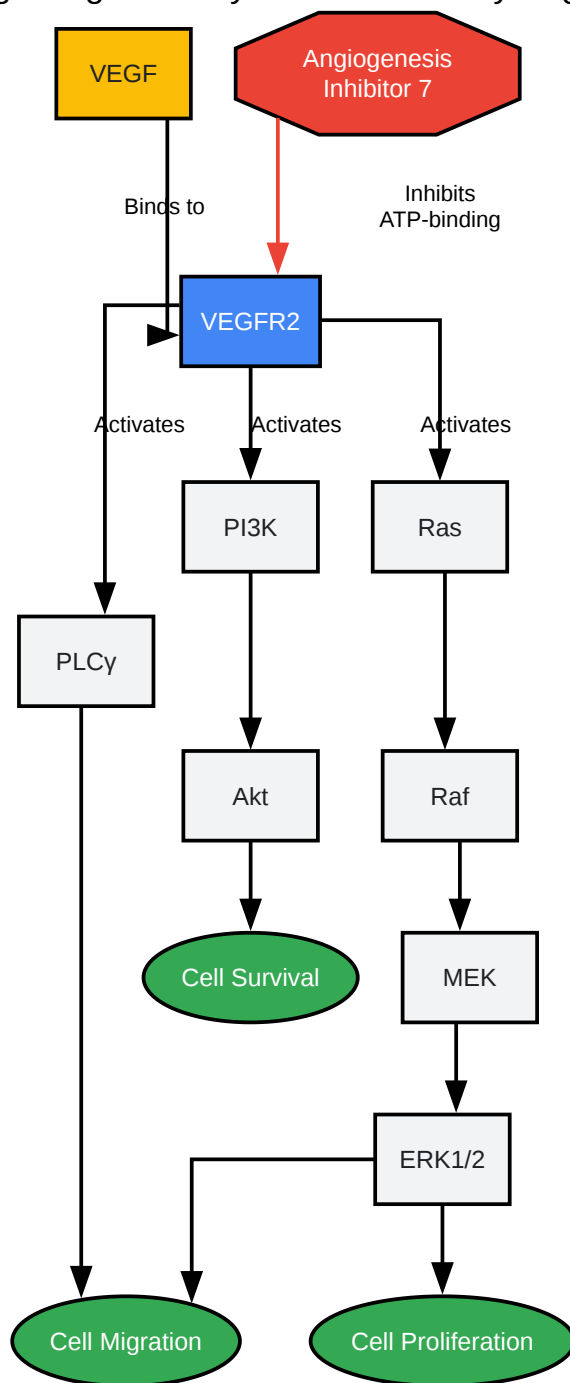 VEGF
Angiogenesis
Inhibitor 7
Binds to
Inhibits
ATP-binding
VEGFR2
Activates
Activates
Activates
PI3K
Ras
PLCγ
Akt
Raf
Cell Survival
MEK
ERK1/2
Cell Migration
Cell Proliferation